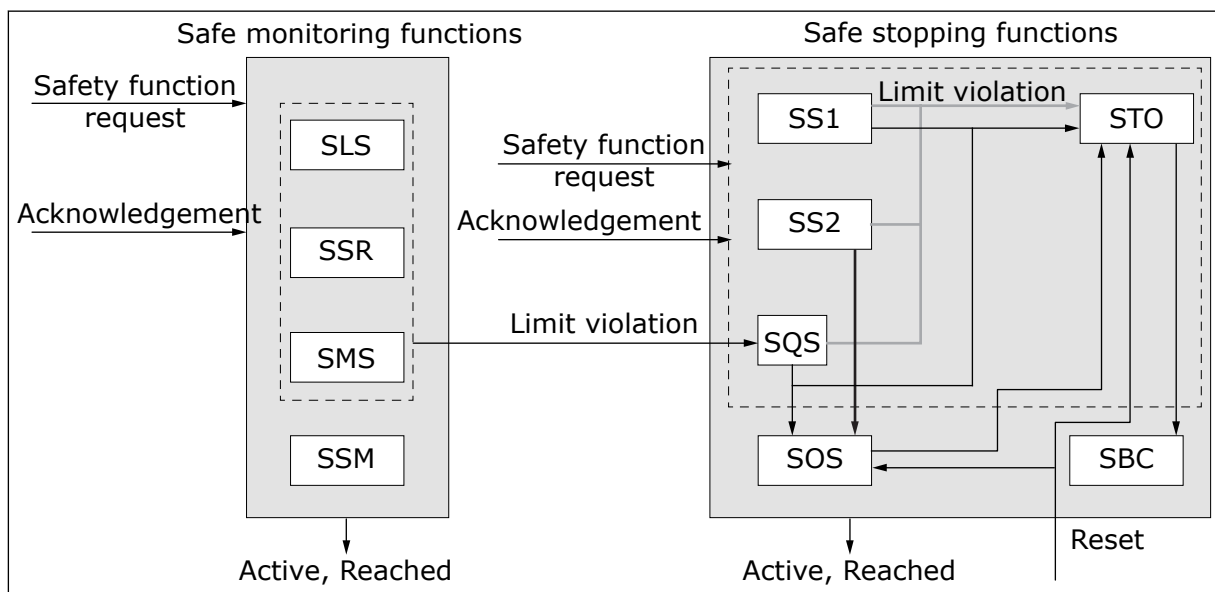 Safe monitoring functions
Safe stopping functions
Safety function
request
Acknowledgement
SLS
SSR
SMS
SSM
Active, Reached
Limit violation
Safety function
request
Acknowledgement
Limit violation
SS1
STO
SS2
SQS
SOS
SBC
Active, Reached
Reset